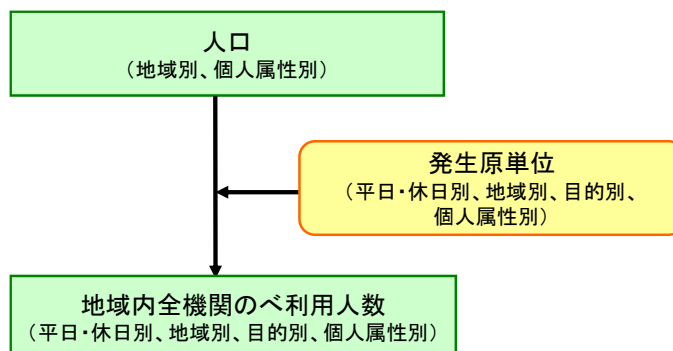 人口
（地域別、個人属性別）
発生原単位
（平日・休日別、地域別、目的別、
個人属性別）
地域内全機関のべ利用人数
（平日・休日別、地域別、目的別、個人属性別）